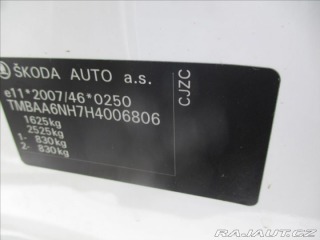 ŠKODA AUTO a.s.
e11*2007/46*0250
TMBAA6NH7H4006806
1625kg
2525kg
1- 830kg
2- 830kg
CJZC
RAJAUT.CZ